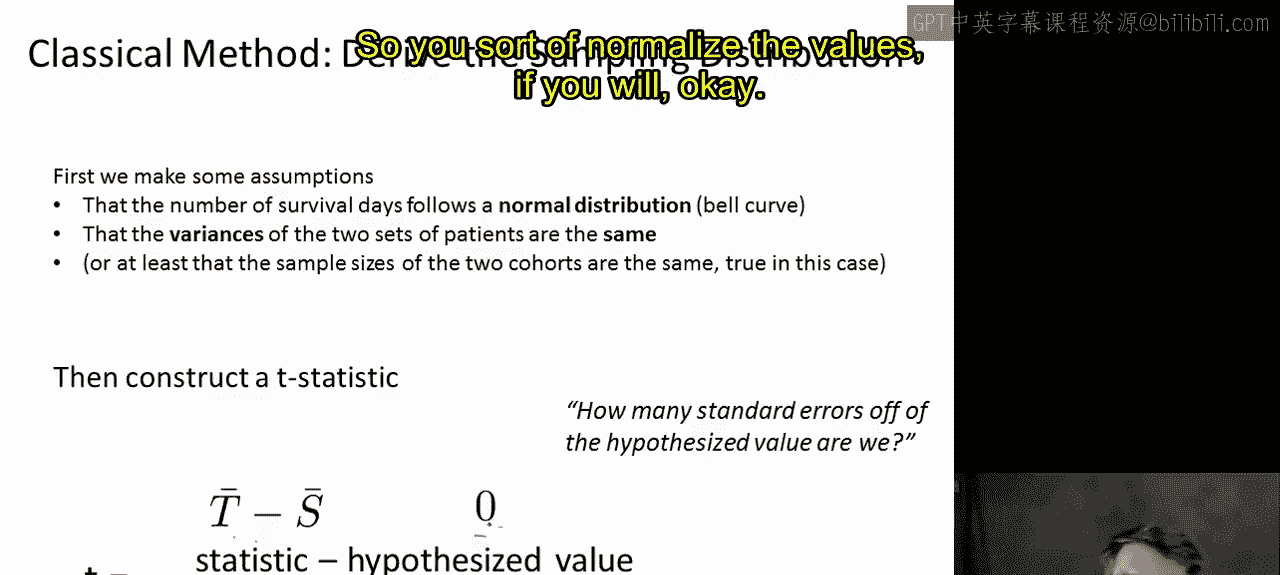 GPT中英字幕课程资源@bilibili.com
Classical Method: Derive the Sampling Distribution
So you sort of normalize the values,
if you will, okay.
First we make some assumptions
• That the number of survival days follows a normal distribution (bell curve)
• That the variances of the two sets of patients are the same
• (or at least that the sample sizes of the two cohorts are the same, true in this case)
Then construct a t-statistic
“How many standard errors off of
the hypothesized value are we?”
T̄ − S̄ 0
statistic – hypothesized value